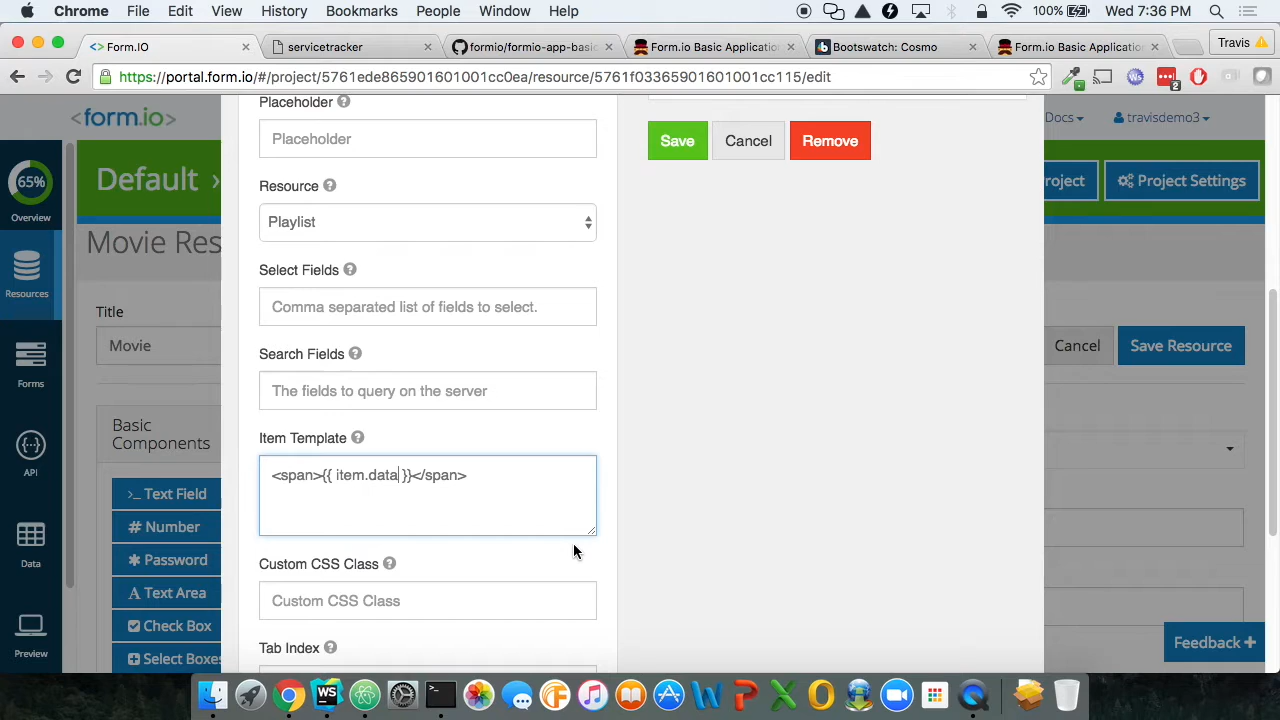 Chrome File Edit View History Bookmarks People Window Help 100% Wed 7:36 PM
<> Form.IO servicetracker formio/formio-app-basic Form.io Basic Application Bootswatch: Cosmo Form.io Basic Application Travis
https://portal.form.io/#/project/5761ede865901601001cc0ea/resource/5761f03365901601001cc115/edit
2
<form.io>
Docs travisdemo3
65%
Overview
Resources
Forms
API
Data
Preview
Default ›
roject Project Settings
Movie Res
Title
Movie
Cancel Save Resource
Basic
Components
>_ Text Field
# Number
✱ Password
A Text Area
Check Box
Select Boxes
Placeholder
Placeholder
Resource
Playlist
Select Fields
Comma separated list of fields to select.
Search Fields
The fields to query on the server
Item Template
<span>{{ item.data }}</span>
Custom CSS Class
Custom CSS Class
Tab Index
Save Cancel Remove
Feedback +